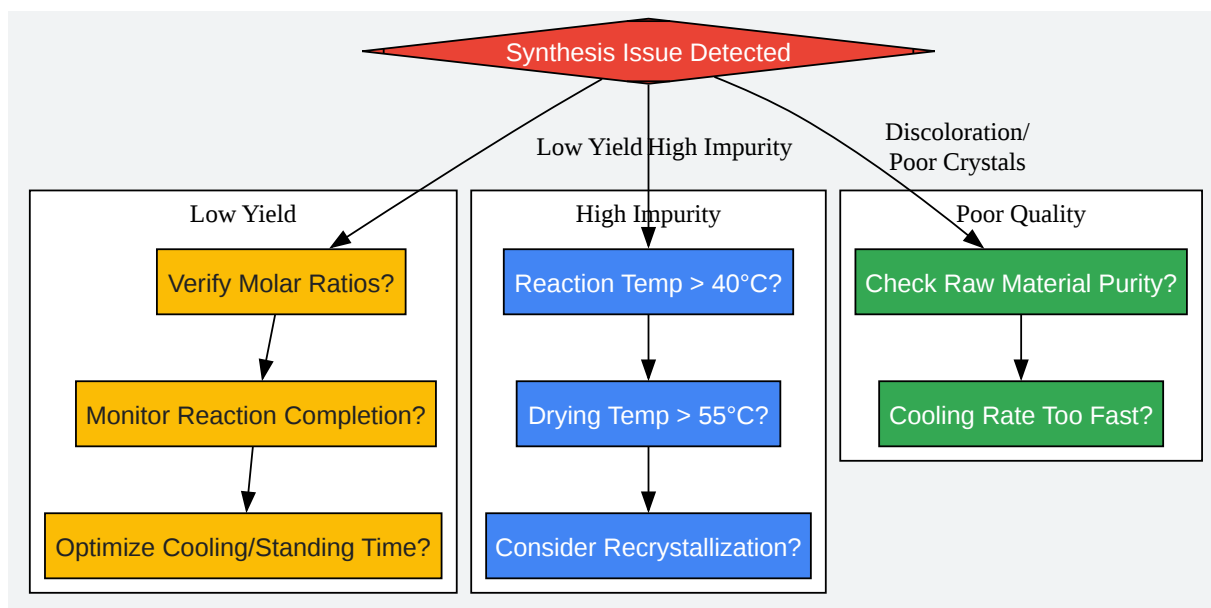 Synthesis Issue Detected
Low Yield
High Impurity
Discoloration/
Poor Crystals
Low Yield
Verify Molar Ratios?
Monitor Reaction Completion?
Optimize Cooling/Standing Time?
High Impurity
Reaction Temp > 40°C?
Drying Temp > 55°C?
Consider Recrystallization?
Poor Quality
Check Raw Material Purity?
Cooling Rate Too Fast?